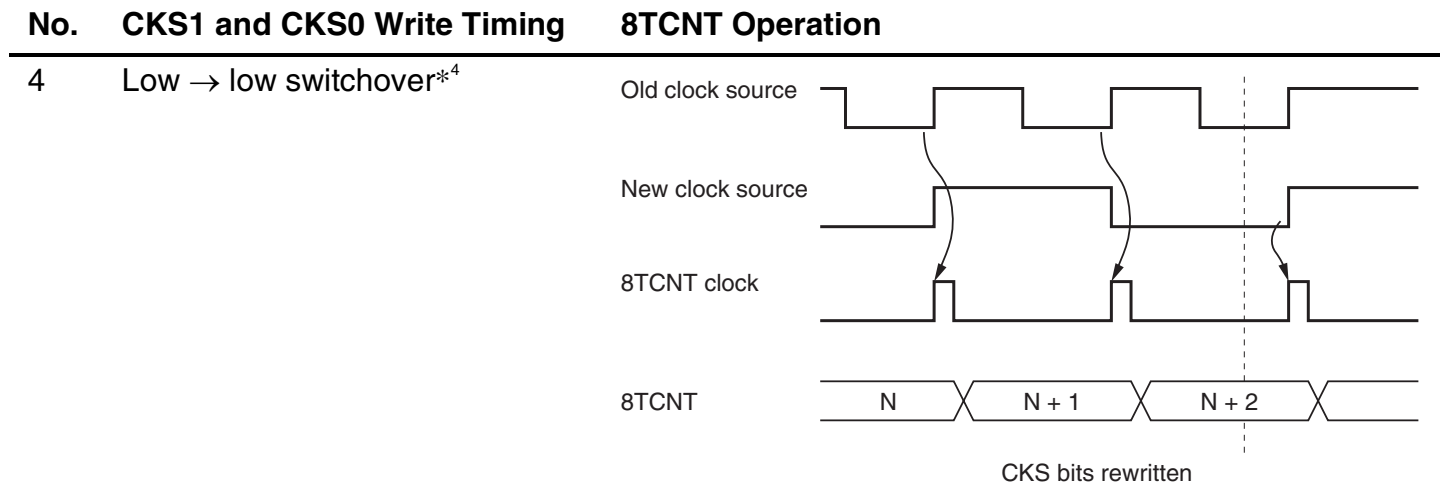 No. CKS1 and CKS0 Write Timing 8TCNT Operation
4 Low → low switchover*4
Old clock source
New clock source
8TCNT clock
8TCNT N N + 1 N + 2
CKS bits rewritten